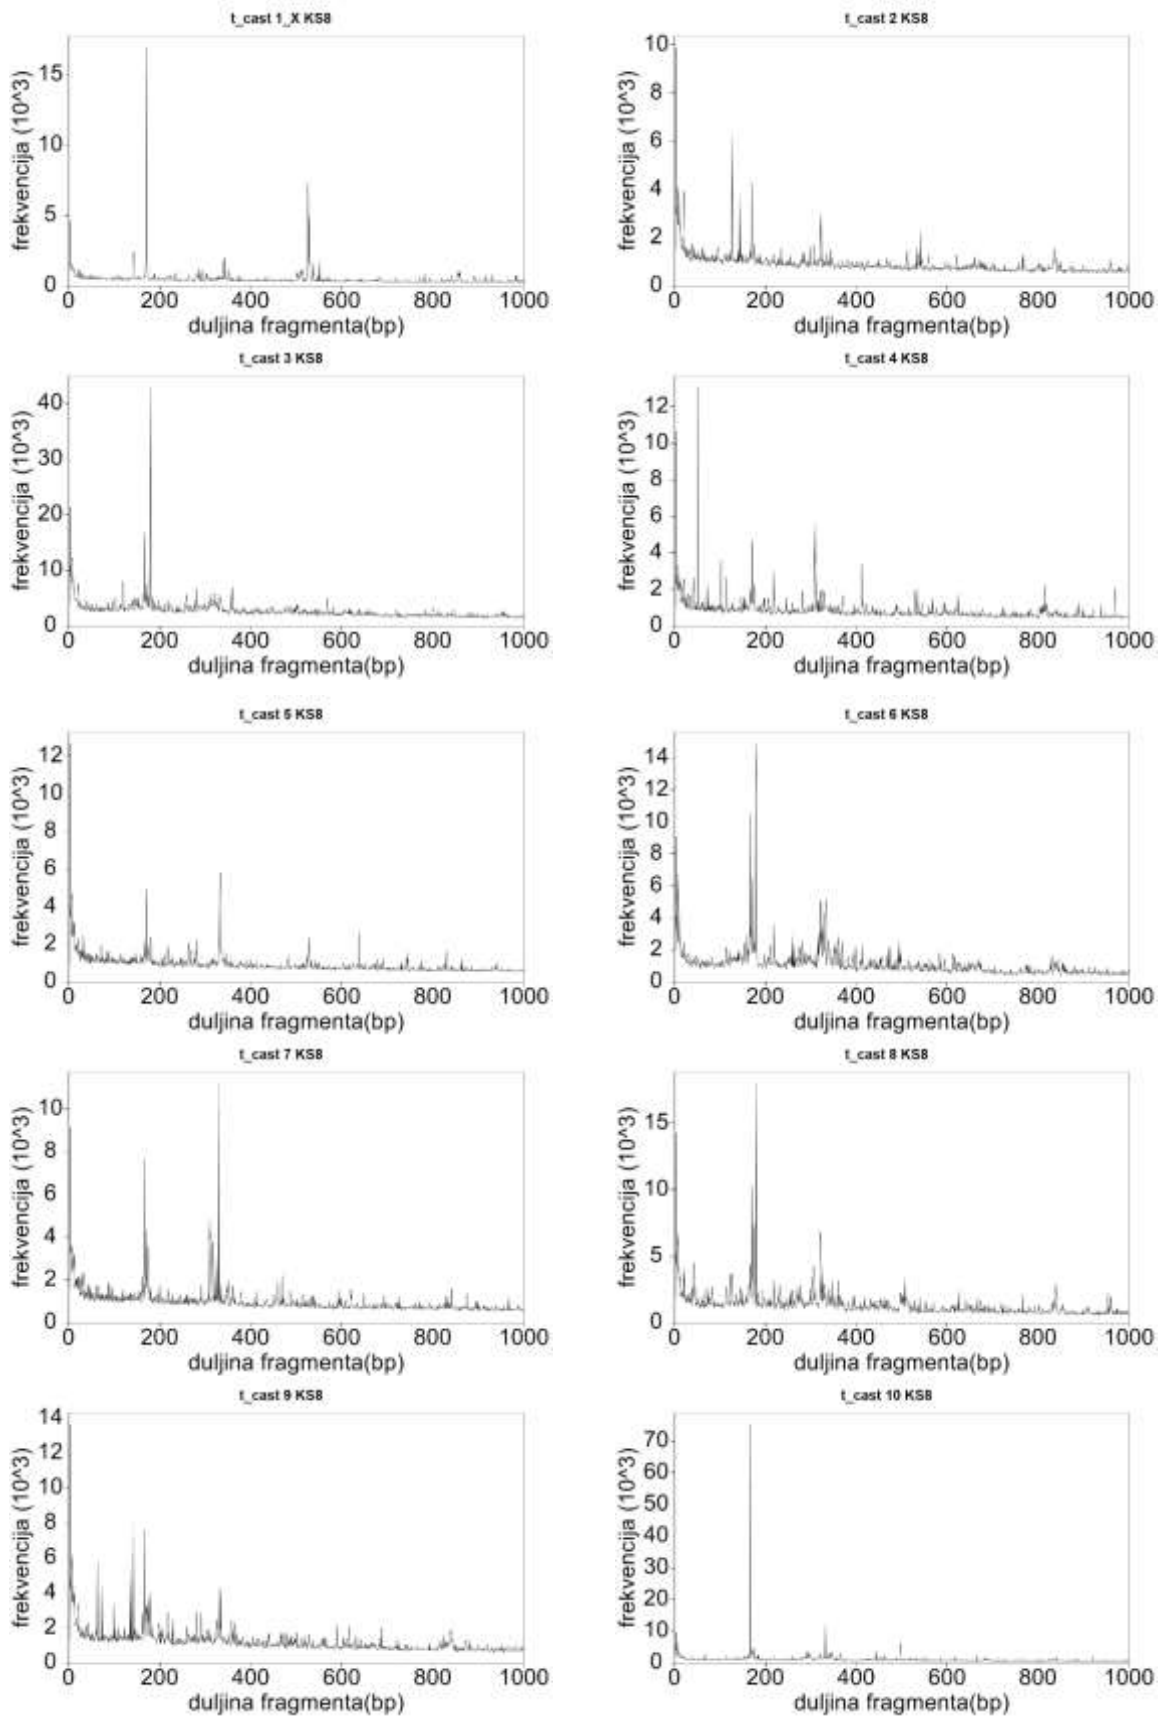 t_cast 1_X KS8
frekvencija (10^3)
15
10
5
0
0 200 400 600 800 1000
duljina fragmenta(bp)
t_cast 2 KS8
frekvencija (10^3)
10
8
6
4
2
0
0 200 400 600 800 1000
duljina fragmenta(bp)
t_cast 3 KS8
frekvencija (10^3)
40
30
20
10
0
0 200 400 600 800 1000
duljina fragmenta(bp)
t_cast 4 KS8
frekvencija (10^3)
12
10
8
6
4
2
0
0 200 400 600 800 1000
duljina fragmenta(bp)
t_cast 5 KS8
frekvencija (10^3)
12
10
8
6
4
2
0
0 200 400 600 800 1000
duljina fragmenta(bp)
t_cast 6 KS8
frekvencija (10^3)
14
12
10
8
6
4
2
0
0 200 400 600 800 1000
duljina fragmenta(bp)
t_cast 7 KS8
frekvencija (10^3)
10
8
6
4
2
0
0 200 400 600 800 1000
duljina fragmenta(bp)
t_cast 8 KS8
frekvencija (10^3)
15
10
5
0
0 200 400 600 800 1000
duljina fragmenta(bp)
t_cast 9 KS8
frekvencija (10^3)
14
12
10
8
6
4
2
0
0 200 400 600 800 1000
duljina fragmenta(bp)
t_cast 10 KS8
frekvencija (10^3)
70
60
50
40
30
20
10
0
0 200 400 600 800 1000
duljina fragmenta(bp)